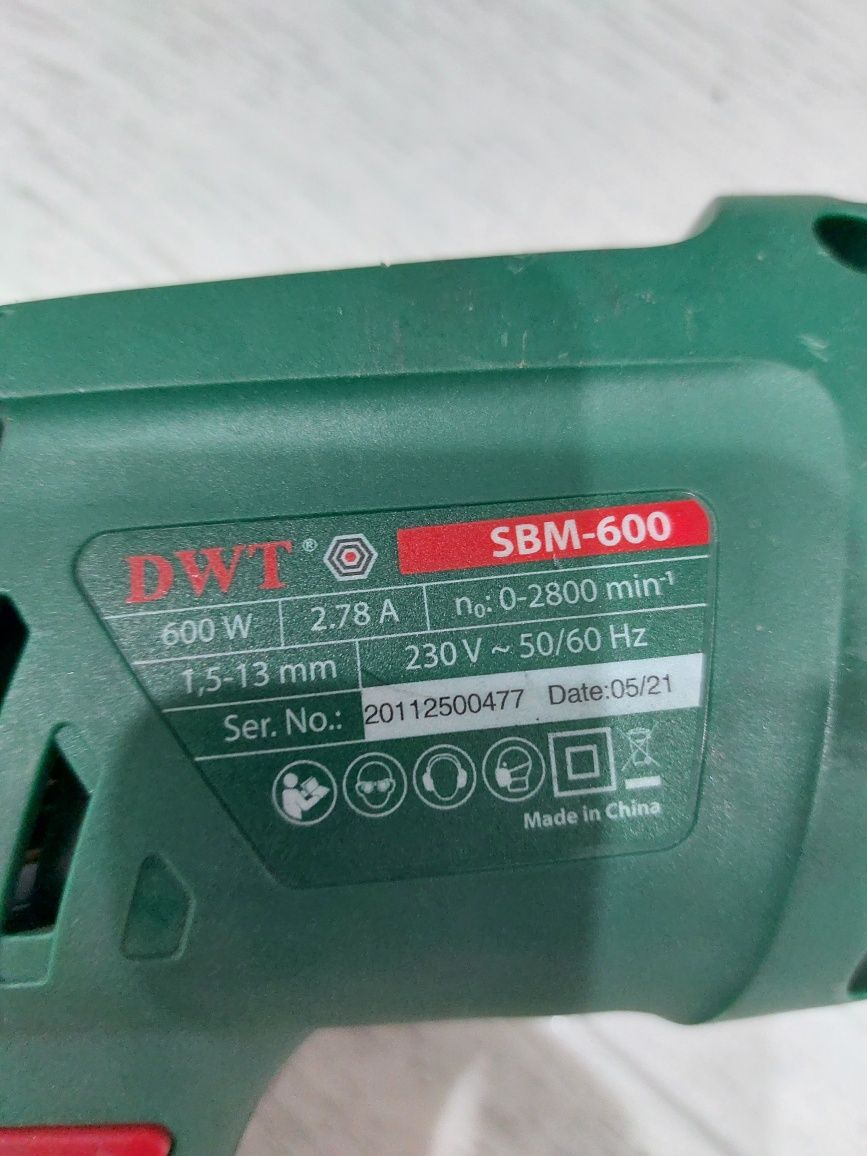 DWT® SBM-600
600 W 2.78 A n₀: 0-2800 min⁻¹
1,5-13 mm 230 V ~ 50/60 Hz
Ser. No.: 20112500477 Date:05/21
Made in China